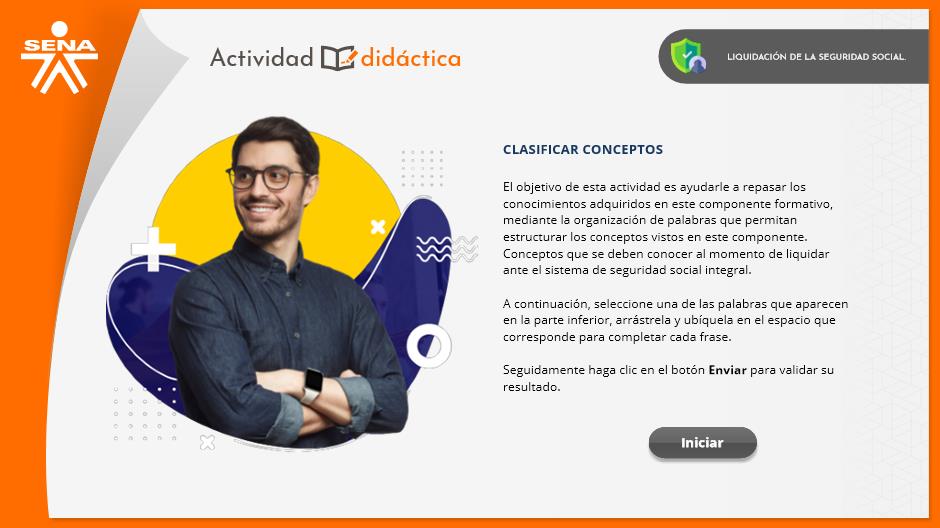 SENA
Actividad didáctica
LIQUIDACIÓN DE LA SEGURIDAD SOCIAL.
CLASIFICAR CONCEPTOS
El objetivo de esta actividad es ayudarle a repasar los
conocimientos adquiridos en este componente formativo,
mediante la organización de palabras que permitan
estructurar los conceptos vistos en este componente.
Conceptos que se deben conocer al momento de liquidar
ante el sistema de seguridad social integral.
A continuación, seleccione una de las palabras que aparecen
en la parte inferior, arrástrela y ubíquela en el espacio que
corresponde para completar cada frase.
Seguidamente haga clic en el botón Enviar para validar su
resultado.
Iniciar